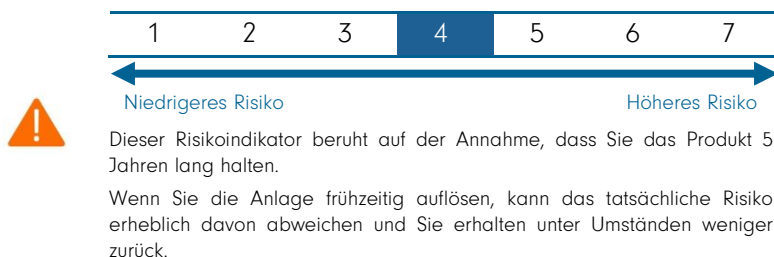 1 2 3 4 5 6 7
Niedrigeres Risiko Höheres Risiko
Dieser Risikoindikator beruht auf der Annahme, dass Sie das Produkt 5
Jahren lang halten.
Wenn Sie die Anlage frühzeitig auflösen, kann das tatsächliche Risiko
erheblich davon abweichen und Sie erhalten unter Umständen weniger
zurück.